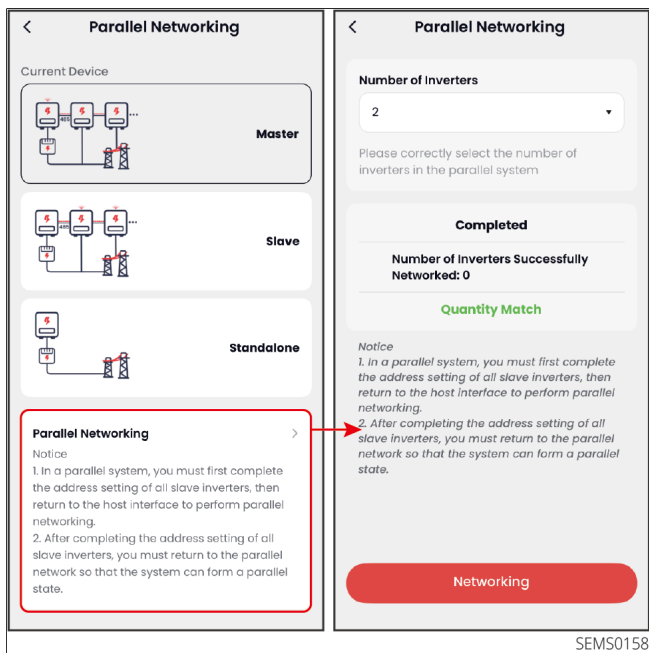 Parallel Networking
Current Device
485
Master
485
Slave
Standalone
Parallel Networking
Notice
1. In a parallel system, you must first complete
the address setting of all slave inverters, then
return to the host interface to perform parallel
networking.
2. After completing the address setting of all
slave inverters, you must return to the parallel
network so that the system can form a parallel
state.
Parallel Networking
Number of Inverters
2
Please correctly select the number of
inverters in the parallel system
Completed
Number of Inverters Successfully
Networked: 0
Quantity Match
Notice
1. In a parallel system, you must first complete
the address setting of all slave inverters, then
return to the host interface to perform parallel
networking.
2. After completing the address setting of all
slave inverters, you must return to the parallel
network so that the system can form a parallel
state.
Networking
SEMS0158